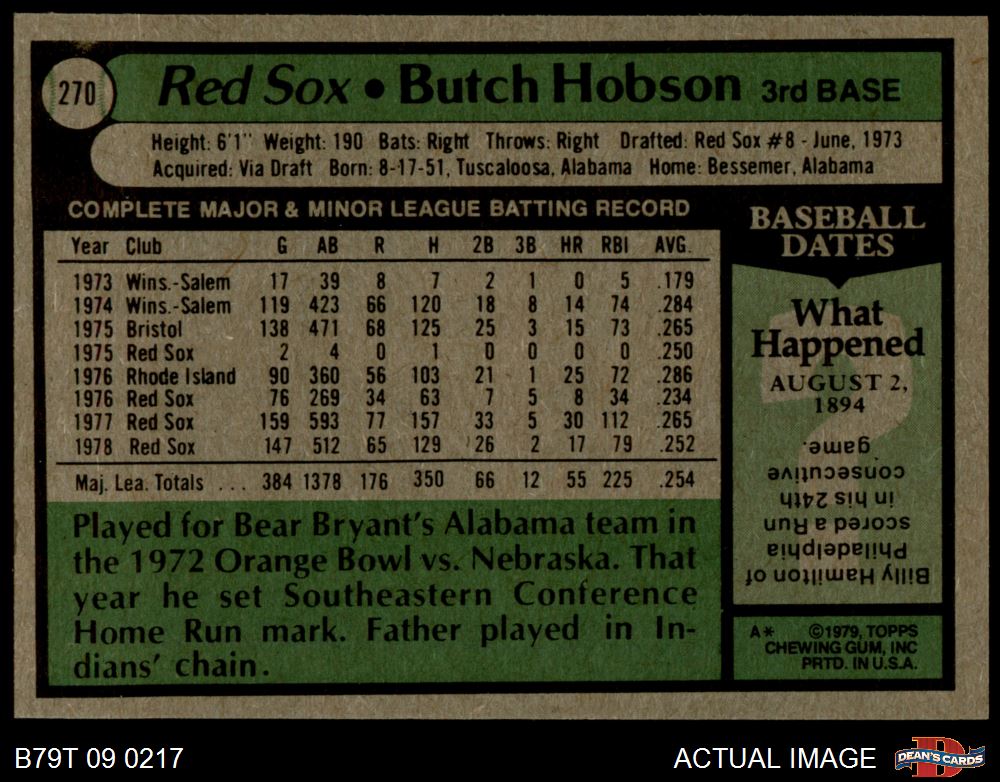 270
Red Sox • Butch Hobson 3rd BASE
Height: 6'1" Weight: 190 Bats: Right Throws: Right Drafted: Red Sox #8 - June, 1973
Acquired: Via Draft Born: 8-17-51, Tuscaloosa, Alabama Home: Bessemer, Alabama
COMPLETE MAJOR & MINOR LEAGUE BATTING RECORD
Year Club G AB R H 2B 3B HR RBI AVG.
1973 Wins.-Salem 17 39 8 7 2 1 0 5 .179
1974 Wins.-Salem 119 423 66 120 18 8 14 74 .284
1975 Bristol 138 471 68 125 25 3 15 73 .265
1975 Red Sox 2 4 0 1 0 0 0 0 .250
1976 Rhode Island 90 360 56 103 21 1 25 72 .286
1976 Red Sox 76 269 34 63 7 5 8 34 .234
1977 Red Sox 159 593 77 157 33 5 30 112 .265
1978 Red Sox 147 512 65 129 26 2 17 79 .252
Maj. Lea. Totals ... 384 1378 176 350 66 12 55 225 .254
Played for Bear Bryant's Alabama team in
the 1972 Orange Bowl vs. Nebraska. That
year he set Southeastern Conference
Home Run mark. Father played in In-
dians' chain.
BASEBALL
DATES
What
Happened
AUGUST 2,
1894
Billy Hamilton of
Philadelphia
scored a Run
in his 24th
consecutive
game.
A* ©1979, TOPPS
CHEWING GUM, INC
PRTD. IN U.S.A.
B79T 09 0217
ACTUAL IMAGE
D
DEAN'S CARDS